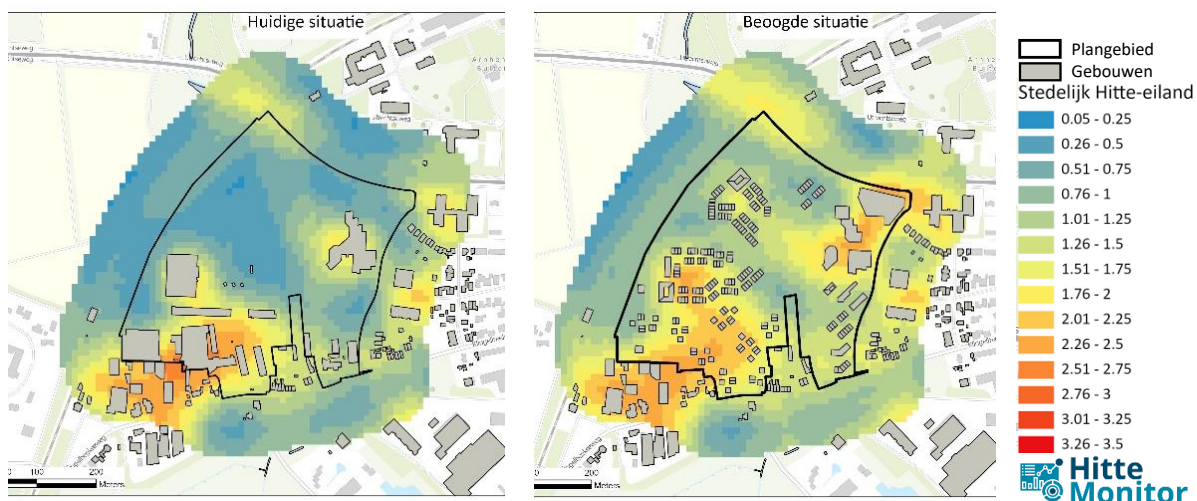 Huidige situatie
Beoogde situatie
Plangebied
Gebouwen
Stedelijk Hitte-eiland
0.05 - 0.25
0.26 - 0.5
0.51 - 0.75
0.76 - 1
1.01 - 1.25
1.26 - 1.5
1.51 - 1.75
1.76 - 2
2.01 - 2.25
2.26 - 2.5
2.51 - 2.75
2.76 - 3
3.01 - 3.25
3.26 - 3.5
Hitte
Monitor
0 100 200
Meters
200
Meters